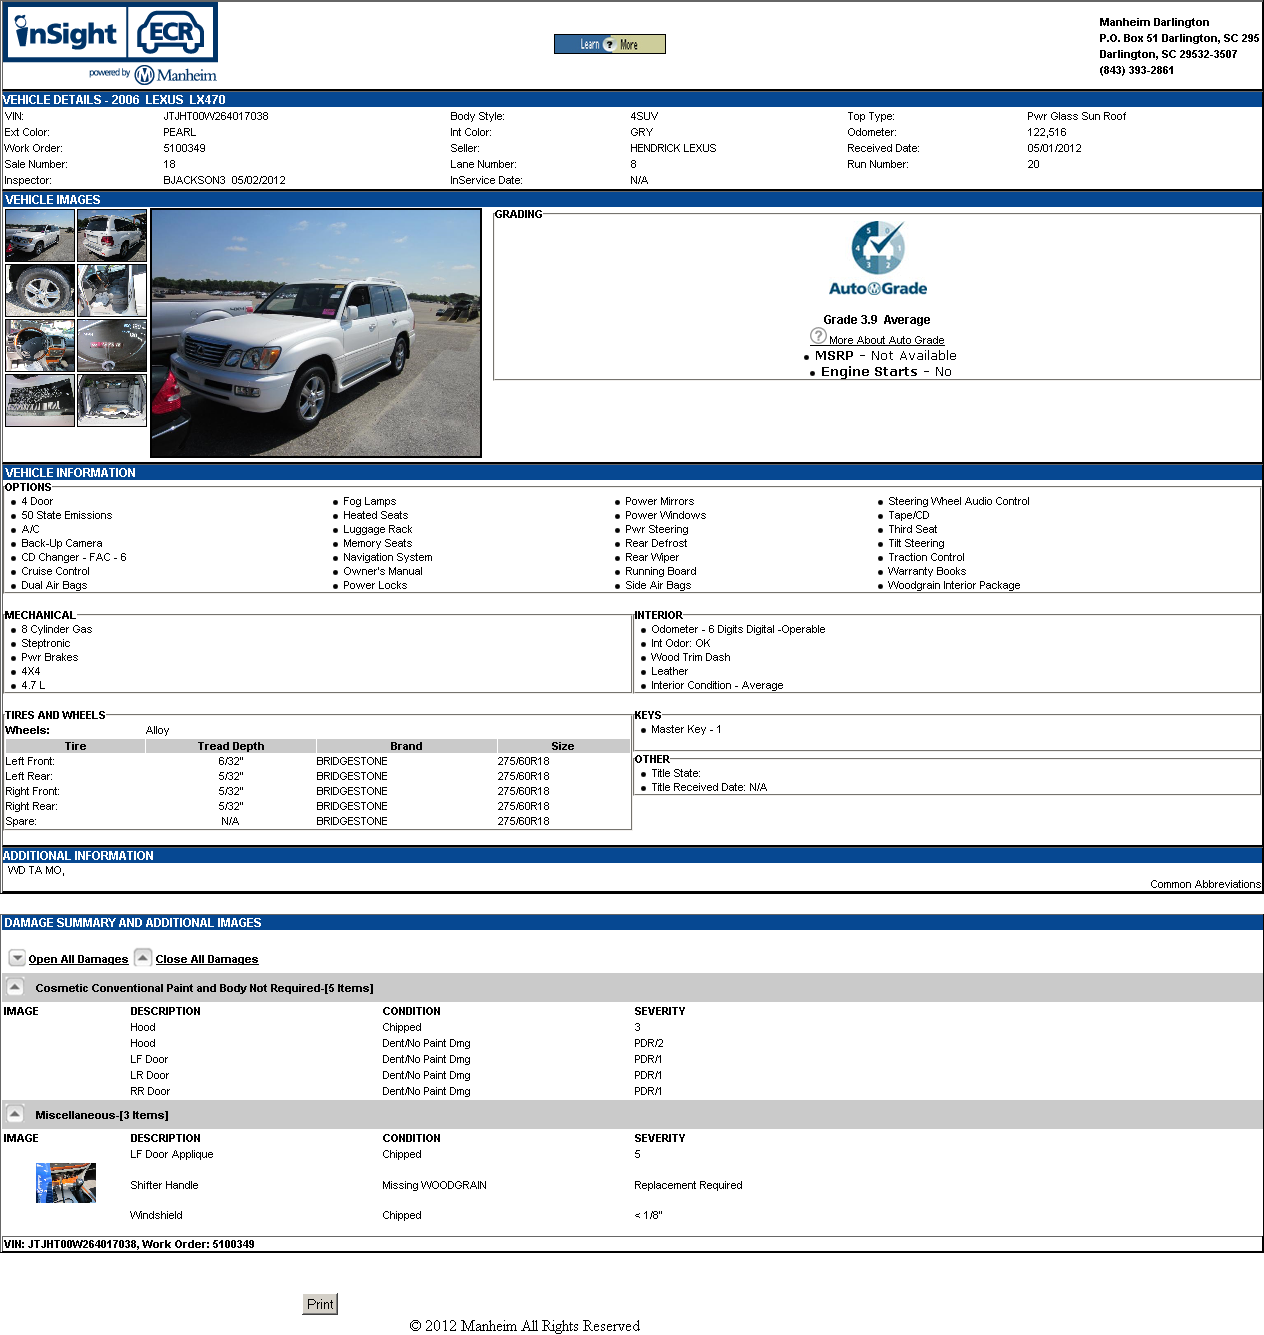 inSight ECR
powered by Manheim
Learn ? More
Manheim Darlington
P.O. Box 51 Darlington, SC 295
Darlington, SC 29532-3507
(843) 393-2861
VEHICLE DETAILS - 2006 LEXUS LX470
VIN: JTJHT00W264017038 Body Style: 4SUV Top Type: Pwr Glass Sun Roof
Ext Color: PEARL Int Color: GRY Odometer: 122,516
Work Order: 5100349 Seller: HENDRICK LEXUS Received Date: 05/01/2012
Sale Number: 18 Lane Number: 8 Run Number: 20
Inspector: BJACKSON3 05/02/2012 InService Date: N/A
VEHICLE IMAGES
GRADING
5 0 1 4 3 2
AutoGrade
Grade 3.9 Average
? More About Auto Grade
• MSRP - Not Available
• Engine Starts - No
VEHICLE INFORMATION
OPTIONS
• 4 Door • Fog Lamps • Power Mirrors • Steering Wheel Audio Control
• 50 State Emissions • Heated Seats • Power Windows • Tape/CD
• A/C • Luggage Rack • Pwr Steering • Third Seat
• Back-Up Camera • Memory Seats • Rear Defrost • Tilt Steering
• CD Changer - FAC - 6 • Navigation System • Rear Wiper • Traction Control
• Cruise Control • Owner's Manual • Running Board • Warranty Books
• Dual Air Bags • Power Locks • Side Air Bags • Woodgrain Interior Package
MECHANICAL
• 8 Cylinder Gas
• Steptronic
• Pwr Brakes
• 4X4
• 4.7 L
INTERIOR
• Odometer - 6 Digits Digital -Operable
• Int Odor: OK
• Wood Trim Dash
• Leather
• Interior Condition - Average
TIRES AND WHEELS
Wheels: Alloy
Tire Tread Depth Brand Size
Left Front: 6/32" BRIDGESTONE 275/60R18
Left Rear: 5/32" BRIDGESTONE 275/60R18
Right Front: 5/32" BRIDGESTONE 275/60R18
Right Rear: 5/32" BRIDGESTONE 275/60R18
Spare: N/A BRIDGESTONE 275/60R18
KEYS
• Master Key - 1
OTHER
• Title State:
• Title Received Date: N/A
ADDITIONAL INFORMATION
WD TA MO,
Common Abbreviations
DAMAGE SUMMARY AND ADDITIONAL IMAGES
Open All Damages Close All Damages
Cosmetic Conventional Paint and Body Not Required-[5 Items]
IMAGE DESCRIPTION CONDITION SEVERITY
Hood Chipped 3
Hood Dent/No Paint Dmg PDR/2
LF Door Dent/No Paint Dmg PDR/1
LR Door Dent/No Paint Dmg PDR/1
RR Door Dent/No Paint Dmg PDR/1
Miscellaneous-[3 Items]
IMAGE DESCRIPTION CONDITION SEVERITY
LF Door Applique Chipped 5
Shifter Handle Missing WOODGRAIN Replacement Required
Windshield Chipped < 1/8"
VIN: JTJHT00W264017038, Work Order: 5100349
Print
© 2012 Manheim All Rights Reserved